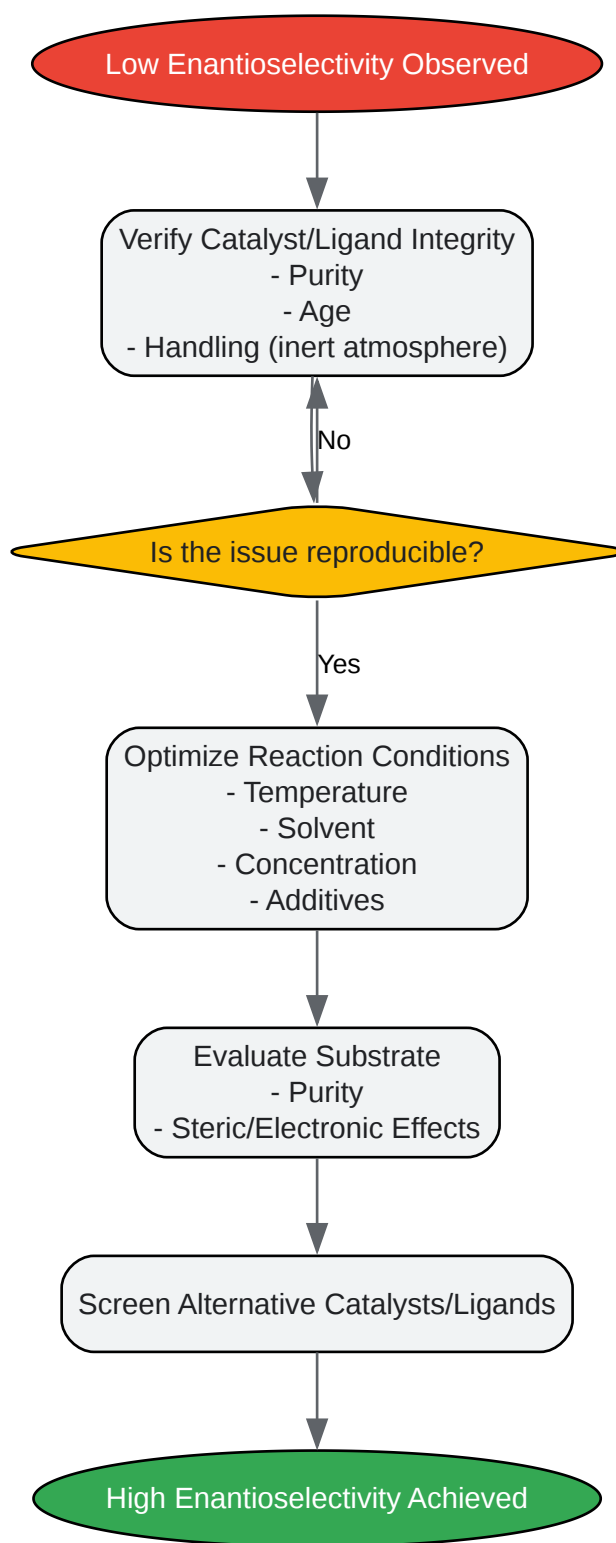 Low Enantioselectivity Observed
Verify Catalyst/Ligand Integrity
- Purity
- Age
- Handling (inert atmosphere)
No
Is the issue reproducible?
Yes
Optimize Reaction Conditions
- Temperature
- Solvent
- Concentration
- Additives
Evaluate Substrate
- Purity
- Steric/Electronic Effects
Screen Alternative Catalysts/Ligands
High Enantioselectivity Achieved